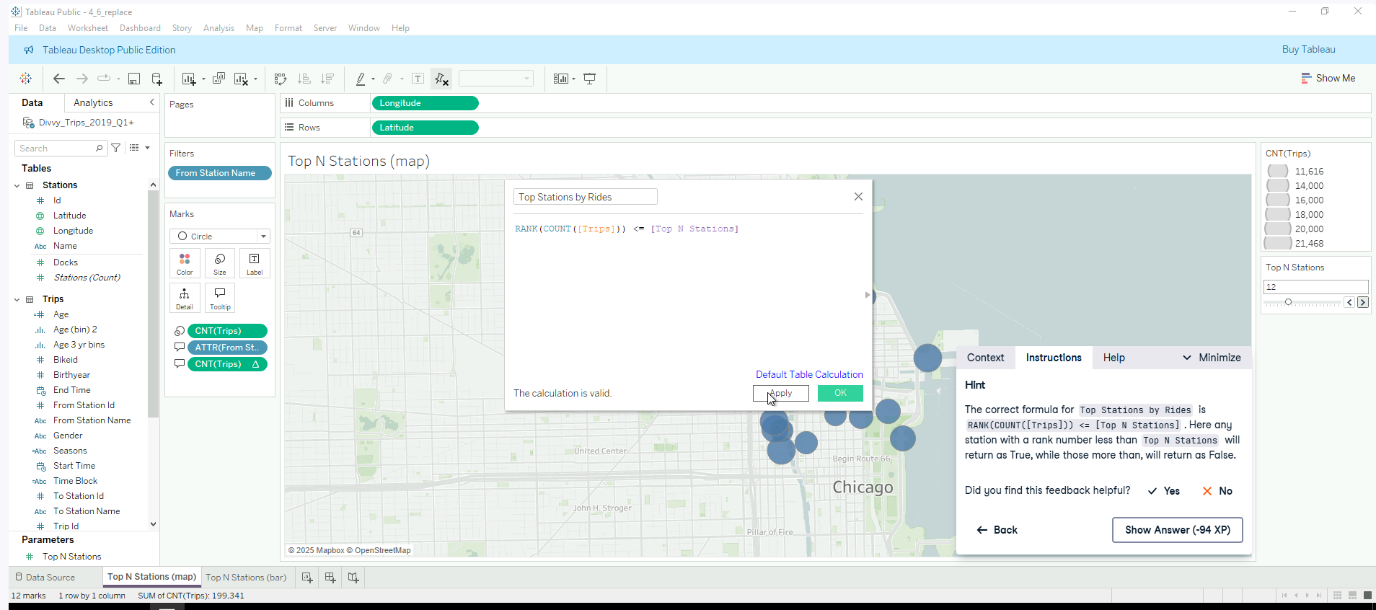 Tableau Public - 4_6_replace
File Data Worksheet Dashboard Story Analysis Map Format Server Window Help
Tableau Desktop Public Edition
Buy Tableau
Show Me
Data
Analytics
Divvy_Trips_2019_Q1+
Search
Tables
Stations
Id
Latitude
Longitude
Abc Name
Docks
Stations (Count)
Trips
Age
Age (bin) 2
Age 3 yr bins
Bikeid
Birthyear
End Time
From Station Id
Abc From Station Name
Abc Gender
Abc Seasons
Start Time
Abc Time Block
To Station Id
Abc To Station Name
Trip Id
Parameters
Top N Stations
Pages
Filters
From Station Name
Marks
Circle
Color
Size
Label
Detail
Tooltip
CNT(Trips)
ATTR(From St..
CNT(Trips)
Columns
Longitude
Rows
Latitude
Top N Stations (map)
64
Top Stations by Rides
RANK(COUNT([Trips])) <= [Top N Stations]
Default Table Calculation
The calculation is valid.
Apply
OK
United Center
Begin Route 66
Chicago
John H. Stroger
Pillar of Fire
© 2025 Mapbox © OpenStreetMap
CNT(Trips)
11,616
14,000
16,000
18,000
20,000
21,468
Top N Stations
12
Context
Instructions
Help
Minimize
Hint
The correct formula for Top Stations by Rides is
RANK(COUNT([Trips])) <= [Top N Stations] . Here any
station with a rank number less than Top N Stations will
return as True, while those more than, will return as False.
Did you find this feedback helpful?
Yes
No
Back
Show Answer (-94 XP)
Data Source
Top N Stations (map)
Top N Stations (bar)
12 marks
1 row by 1 column
SUM of CNT(Trips): 199,341